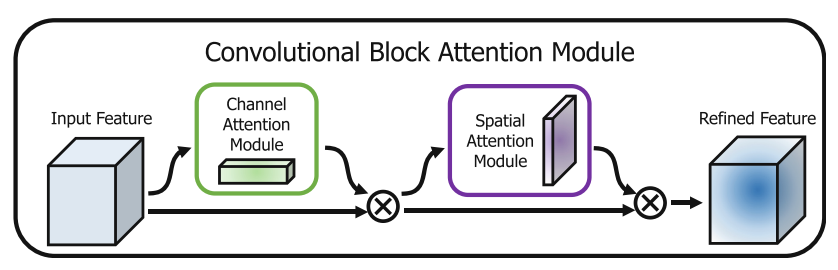 Convolutional Block Attention Module
Input Feature
Channel
Attention
Module
Spatial
Attention
Module
Refined Feature